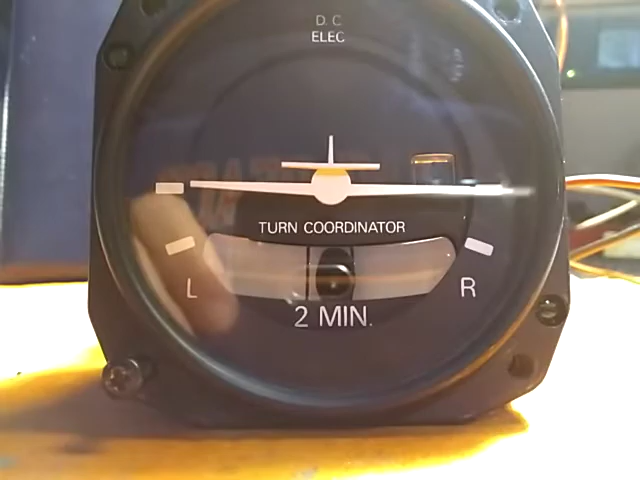 D. C
ELEC
TURN COORDINATOR
L R
2 MIN.